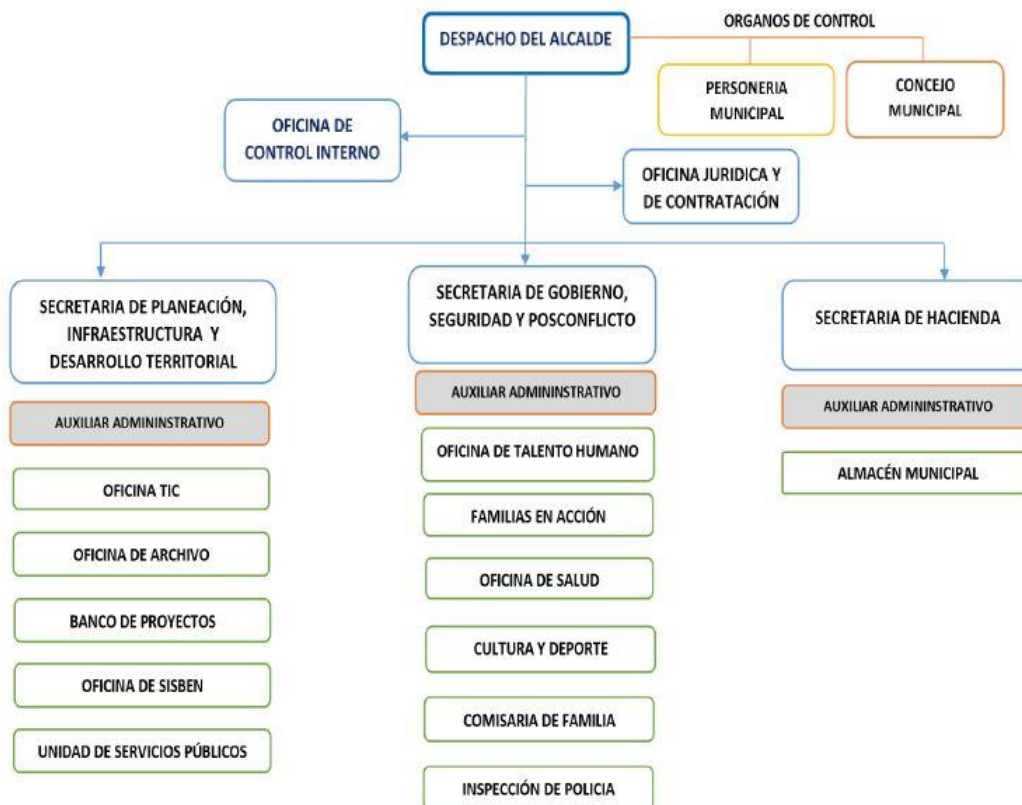 DESPACHO DEL ALCALDE
ORGANOS DE CONTROL
PERSONERIA
MUNICIPAL
CONCEJO
MUNICIPAL
OFICINA DE
CONTROL INTERNO
OFICINA JURIDICA Y
DE CONTRATACIÓN
SECRETARIA DE PLANEACIÓN,
INFRAESTRUCTURA Y
DESARROLLO TERRITORIAL
AUXILIAR ADMININSTRATIVO
OFICINA TIC
OFICINA DE ARCHIVO
BANCO DE PROYECTOS
OFICINA DE SISBEN
UNIDAD DE SERVICIOS PÚBLICOS
SECRETARIA DE GOBIERNO,
SEGURIDAD Y POSCONFLICTO
AUXILIAR ADMININSTRATIVO
OFICINA DE TALENTO HUMANO
FAMILIAS EN ACCIÓN
OFICINA DE SALUD
CULTURA Y DEPORTE
COMISARIA DE FAMILIA
INSPECCIÓN DE POLICIA
SECRETARIA DE HACIENDA
AUXILIAR ADMININSTRATIVO
ALMACÉN MUNICIPAL